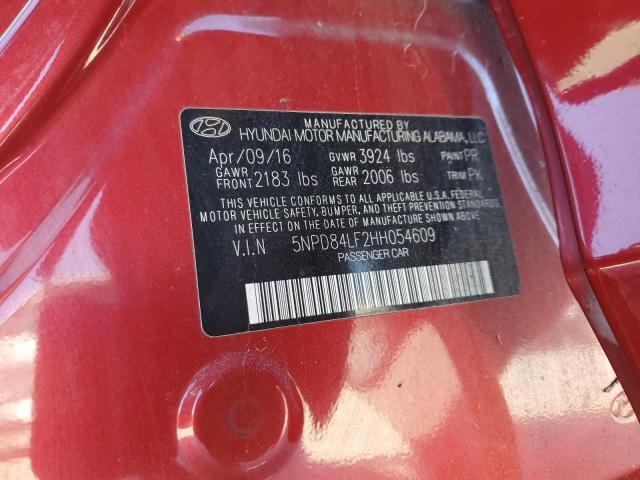 MANUFACTURED BY
HYUNDAI MOTOR MANUFACTURING ALABAMA, LLC
Apr/09/16 GVWR 3924 lbs PAINT PR
GAWR FRONT 2183 lbs GAWR REAR 2006 lbs TRIM PK
THIS VEHICLE CONFORMS TO ALL APPLICABLE U.S.A FEDERAL
MOTOR VEHICLE SAFETY, BUMPER, AND THEFT PREVENTION STANDARDS
IN EFFECT ON THE DATE OF MANUFACTURE SHOWN ABOVE.
V.I.N 5NPD84LF2HH054609
PASSENGER CAR